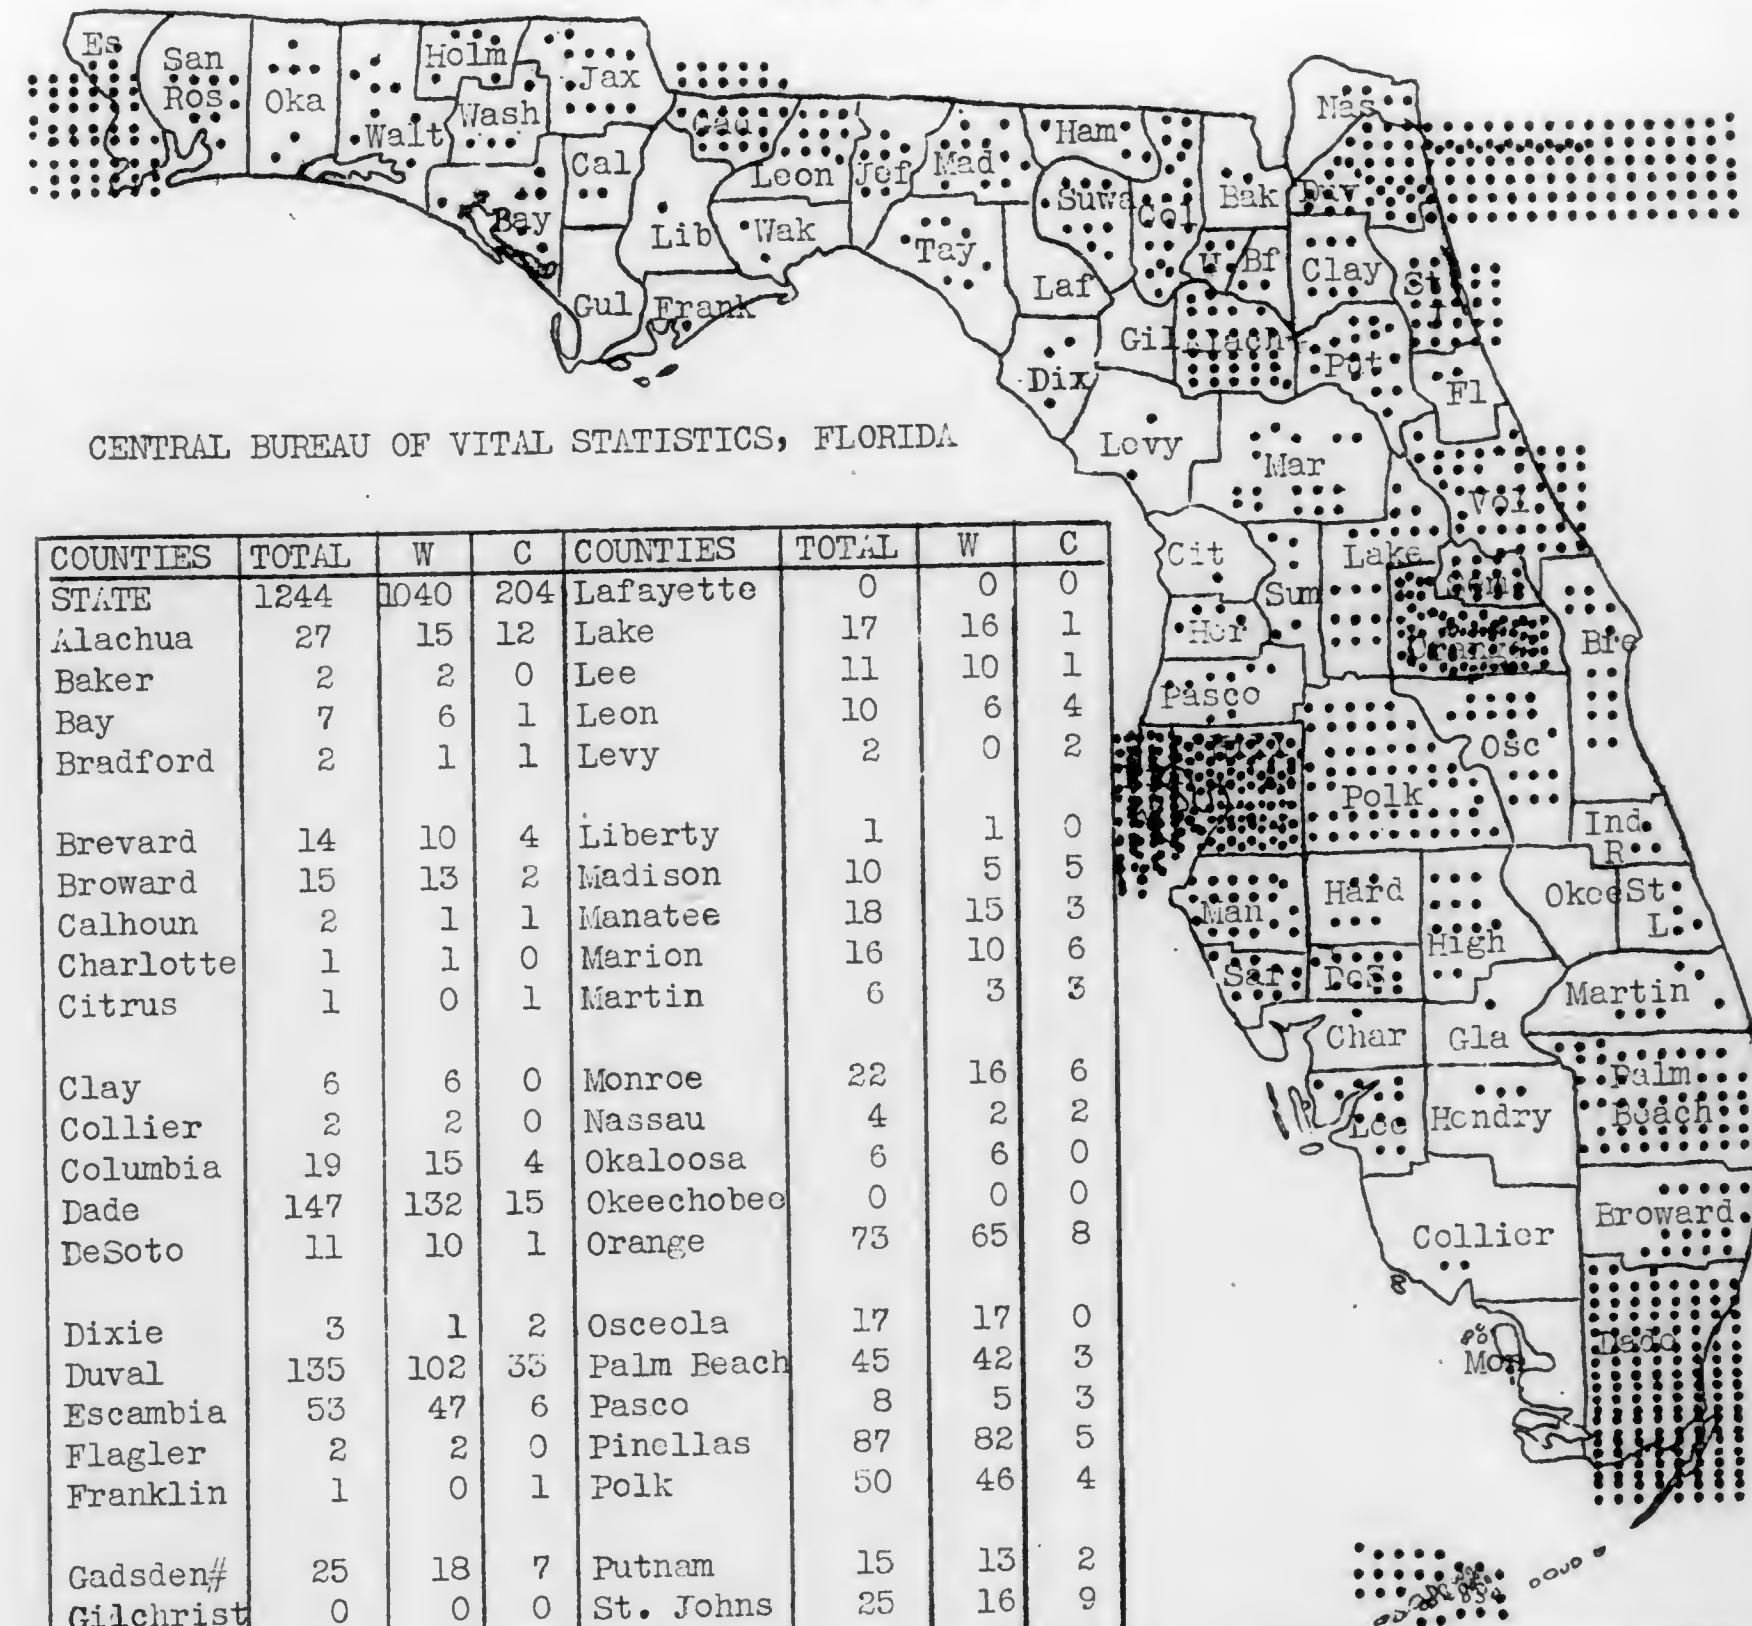 Es
San
Ros.
Oka
Walt
Holm
Wash
Jax
Cal
Bay
Gul
Lib
Frank
Gad
Leon
Wak
Jef
Mad
Tay
Ham
Suwa
Laf
Col
Bak
Nas
Duv
U
Bf
Clay
St
J
Gil
Alach
Put
Fl
Dix
Levy
Mar
Vol
CENTRAL BUREAU OF VITAL STATISTICS, FLORIDA
Cit
Sum
Lake
Sem
Her
Orang
Bre
Pasco
Osc
Polk
Ind.
R
Man
Hard
High
Okee
St
L
Sar
DeS
Martin
Char
Gla
Palm
Beach
Lee
Hendry
Broward
Collier
Dade
Mon
COUNTIES TOTAL W C COUNTIES TOTAL W C
STATE 1244 1040 204 Lafayette 0 0 0
Alachua 27 15 12 Lake 17 16 1
Baker 2 2 0 Lee 11 10 1
Bay 7 6 1 Leon 10 6 4
Bradford 2 1 1 Levy 2 0 2
Brevard 14 10 4 Liberty 1 1 0
Broward 15 13 2 Madison 10 5 5
Calhoun 2 1 1 Manatee 18 15 3
Charlotte 1 1 0 Marion 16 10 6
Citrus 1 0 1 Martin 6 3 3
Clay 6 6 0 Monroe 22 16 6
Collier 2 2 0 Nassau 4 2 2
Columbia 19 15 4 Okaloosa 6 6 0
Dade 147 132 15 Okeechobee 0 0 0
DeSoto 11 10 1 Orange 73 65 8
Dixie 3 1 2 Osceola 17 17 0
Duval 135 102 33 Palm Beach 45 42 3
Escambia 53 47 6 Pasco 8 5 3
Flagler 2 2 0 Pinellas 87 82 5
Franklin 1 0 1 Polk 50 46 4
Gadsden# 25 18 7 Putnam 15 13 2
Gilchrist 0 0 0 St. Johns 25 16 9